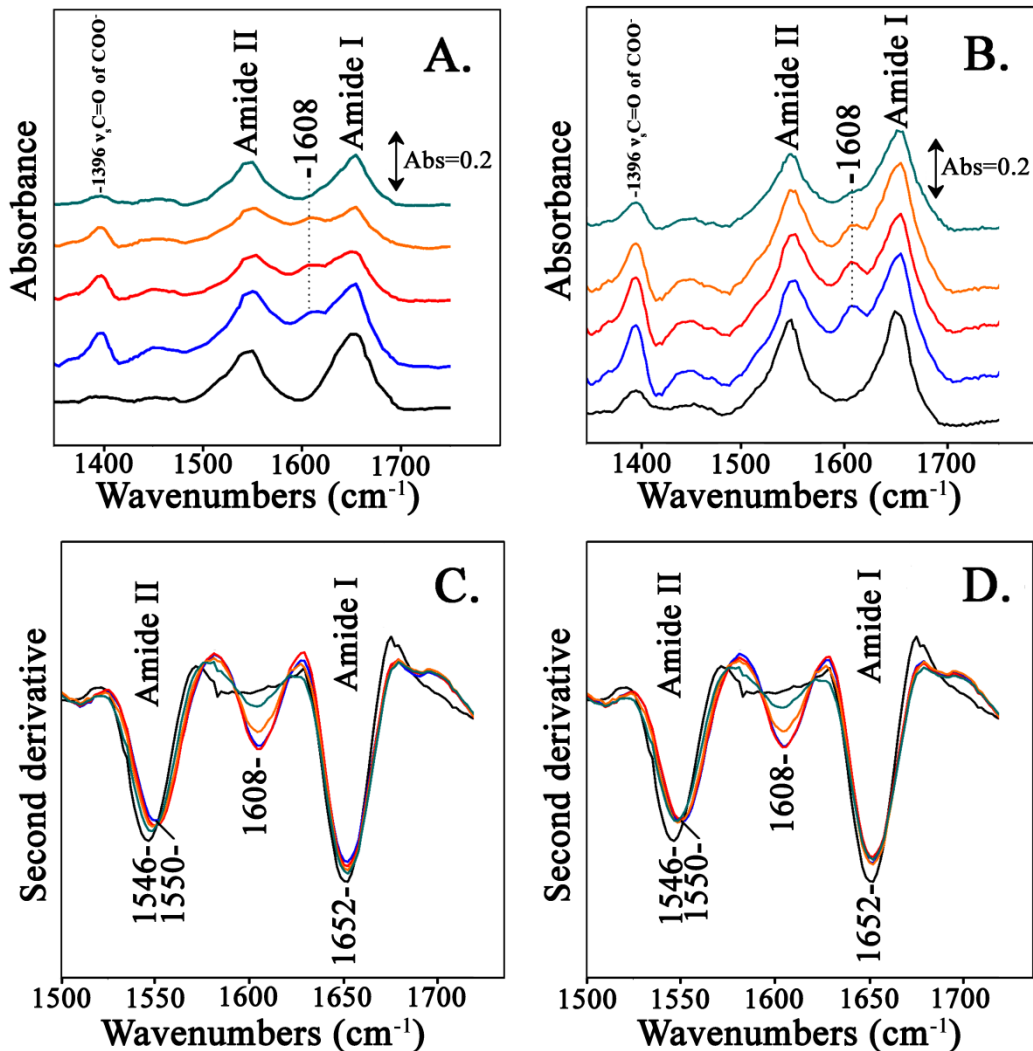 A.
-1396 νsC=O of COO-
Amide II
-1608
Amide I
Abs=0.2
Absorbance
1400 1500 1600 1700
Wavenumbers (cm-1)
B.
-1396 νsC=O of COO-
Amide II
-1608
Amide I
Abs=0.2
Absorbance
1400 1500 1600 1700
Wavenumbers (cm-1)
C.
Amide II
Amide I
1546-
1550-
1608-
1652-
Second derivative
1500 1550 1600 1650 1700
Wavenumbers (cm-1)
D.
Amide II
Amide I
1546-
1550-
1608-
1652-
Second derivative
1500 1550 1600 1650 1700
Wavenumbers (cm-1)